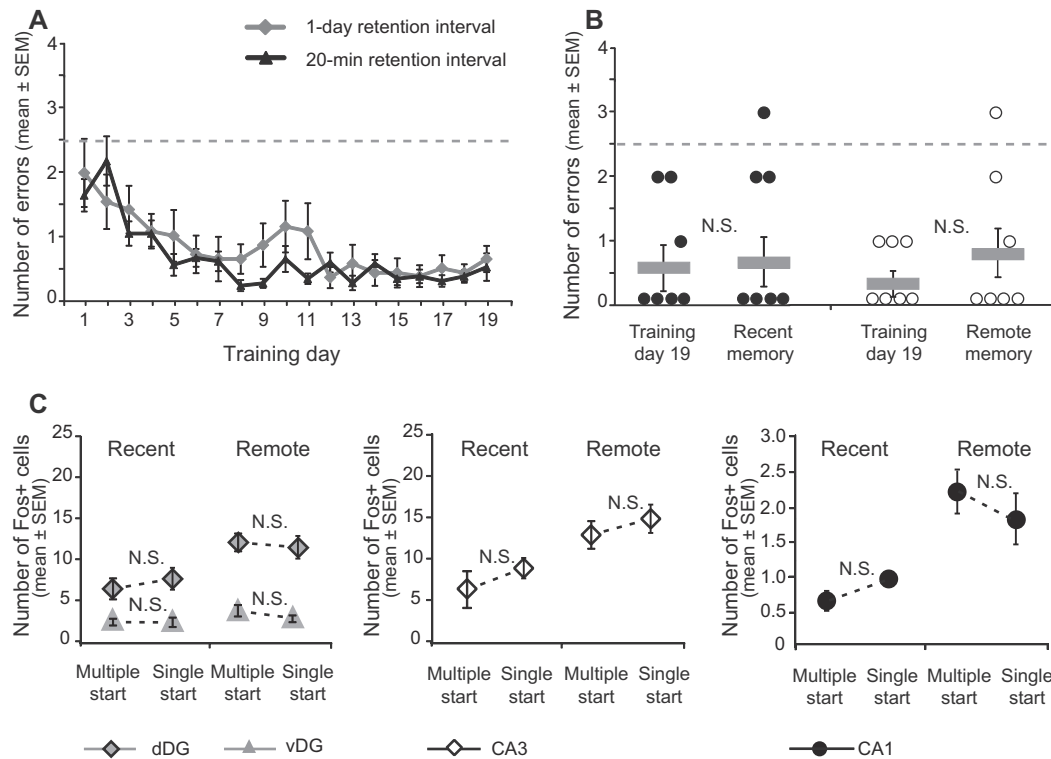 A
1-day retention interval
20-min retention interval
Number of errors (mean ± SEM)
4
3
2
1
0
1 3 5 7 9 11 13 15 17 19
Training day
B
Number of errors (mean ± SEM)
4
3
2
1
0
N.S.
N.S.
Training day 19
Recent memory
Training day 19
Remote memory
C
Number of Fos+ cells
(mean ± SEM)
25
20
15
10
5
0
Recent
Remote
N.S.
N.S.
N.S.
N.S.
Multiple start
Single start
Multiple start
Single start
dDG
vDG
Number of Fos+ cells
(mean ± SEM)
25
20
15
10
5
0
Recent
Remote
N.S.
N.S.
Multiple start
Single start
Multiple start
Single start
CA3
Number of Fos+ cells
(mean ± SEM)
3.0
2.5
2.0
1.5
1.0
0.5
0
Recent
Remote
N.S.
N.S.
Multiple start
Single start
Multiple start
Single start
CA1